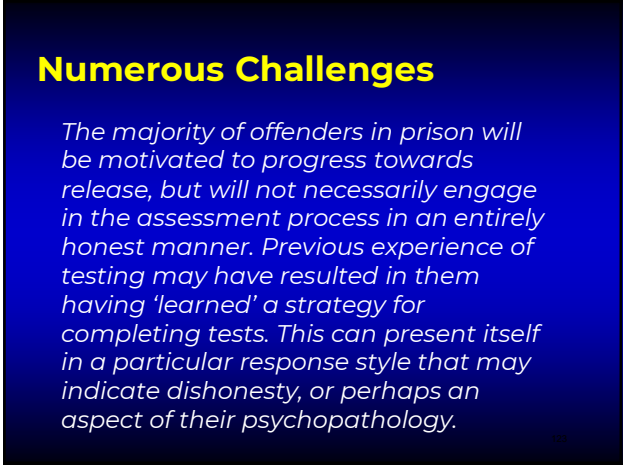 Numerous Challenges
The majority of offenders in prison will
be motivated to progress towards
release, but will not necessarily engage
in the assessment process in an entirely
honest manner. Previous experience of
testing may have resulted in them
having ‘learned’ a strategy for
completing tests. This can present itself
in a particular response style that may
indicate dishonesty, or perhaps an
aspect of their psychopathology.